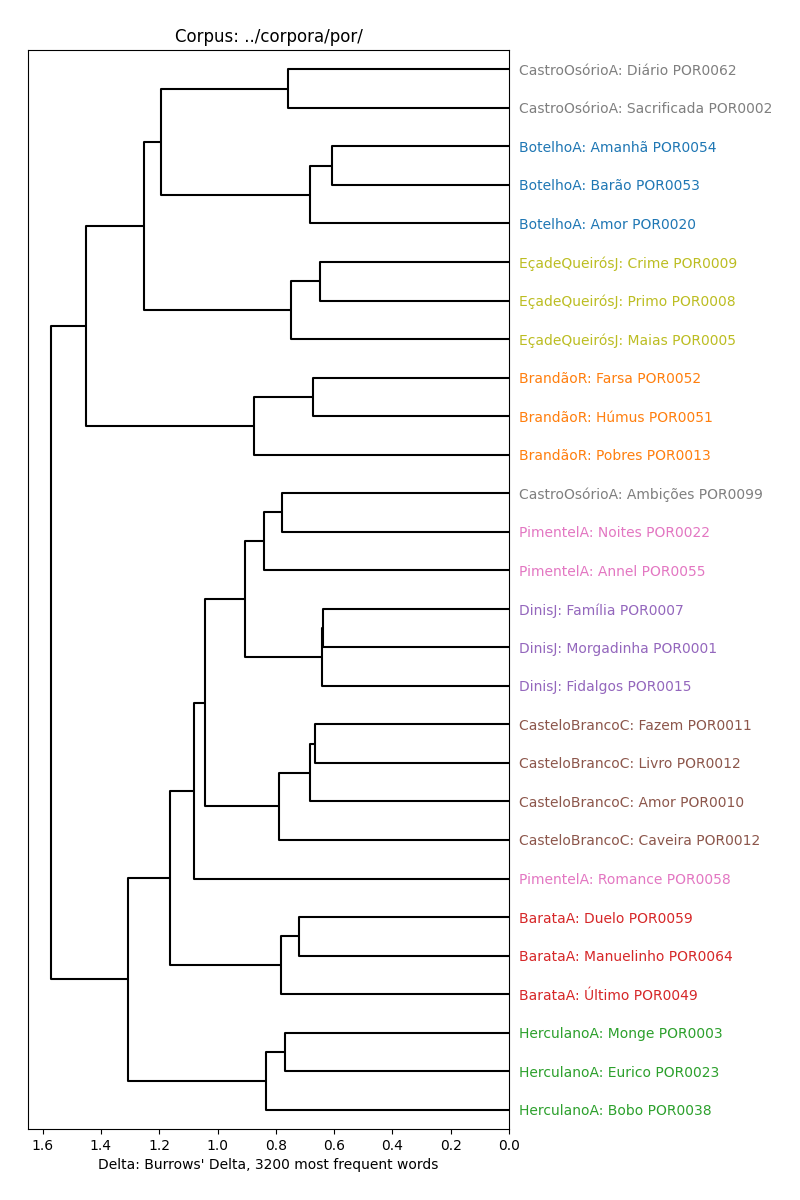 Corpus: ../corpora/por/
CastroOsórioA: Diário POR0062
CastroOsórioA: Sacrificada POR0002
BotelhoA: Amanhã POR0054
BotelhoA: Barão POR0053
BotelhoA: Amor POR0020
EçadeQueirósJ: Crime POR0009
EçadeQueirósJ: Primo POR0008
EçadeQueirósJ: Maias POR0005
BrandãoR: Farsa POR0052
BrandãoR: Húmus POR0051
BrandãoR: Pobres POR0013
CastroOsórioA: Ambições POR0099
PimentelA: Noites POR0022
PimentelA: Annel POR0055
DinisJ: Família POR0007
DinisJ: Morgadinha POR0001
DinisJ: Fidalgos POR0015
CasteloBrancoC: Fazem POR0011
CasteloBrancoC: Livro POR0012
CasteloBrancoC: Amor POR0010
CasteloBrancoC: Caveira POR0012
PimentelA: Romance POR0058
BarataA: Duelo POR0059
BarataA: Manuelinho POR0064
BarataA: Último POR0049
HerculanoA: Monge POR0003
HerculanoA: Eurico POR0023
HerculanoA: Bobo POR0038
1.6 1.4 1.2 1.0 0.8 0.6 0.4 0.2 0.0
Delta: Burrows' Delta, 3200 most frequent words